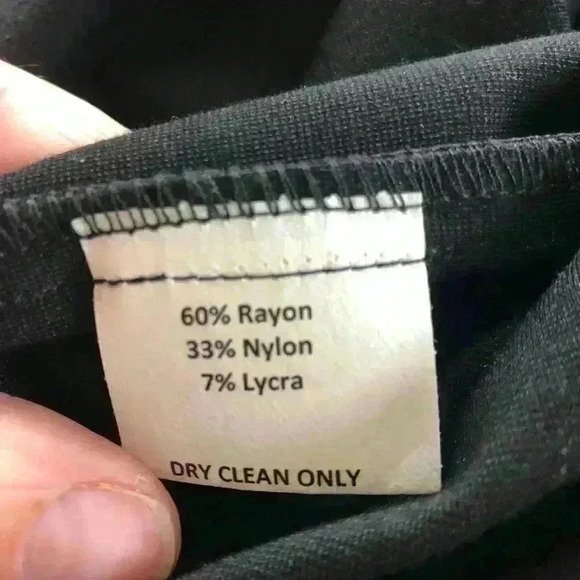 60% Rayon
33% Nylon
7% Lycra
DRY CLEAN ONLY